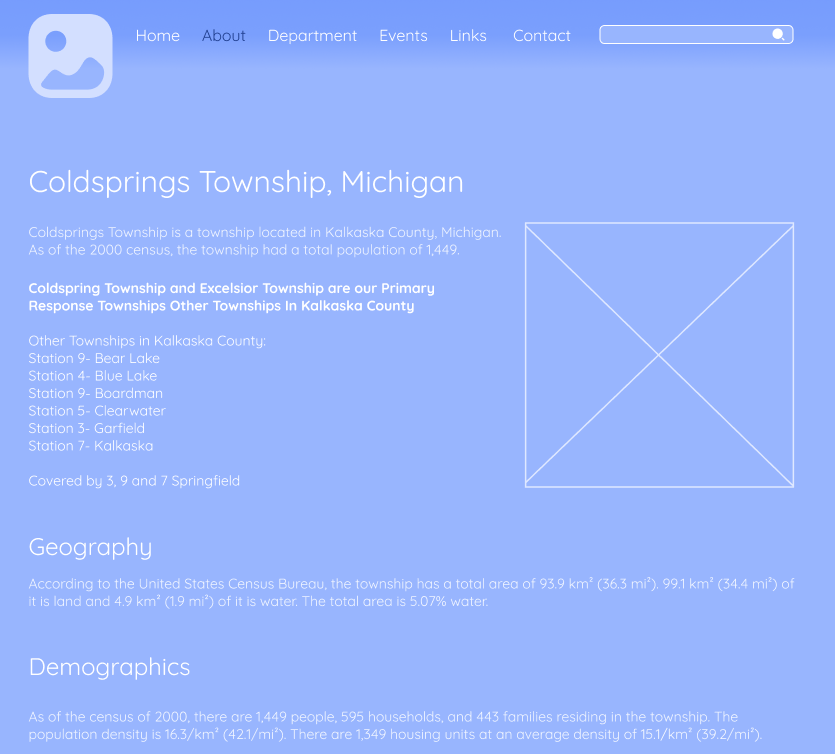 Home About Department Events Links Contact
Coldsprings Township, Michigan
Coldsprings Township is a township located in Kalkaska County, Michigan.
As of the 2000 census, the township had a total population of 1,449.
Coldspring Township and Excelsior Township are our Primary
Response Townships Other Townships In Kalkaska County
Other Townships in Kalkaska County:
Station 9- Bear Lake
Station 4- Blue Lake
Station 9- Boardman
Station 5- Clearwater
Station 3- Garfield
Station 7- Kalkaska
Covered by 3, 9 and 7 Springfield
Geography
According to the United States Census Bureau, the township has a total area of 93.9 km² (36.3 mi²). 99.1 km² (34.4 mi²) of
it is land and 4.9 km² (1.9 mi²) of it is water. The total area is 5.07% water.
Demographics
As of the census of 2000, there are 1,449 people, 595 households, and 443 families residing in the township. The
population density is 16.3/km² (42.1/mi²). There are 1,349 housing units at an average density of 15.1/km² (39.2/mi²).